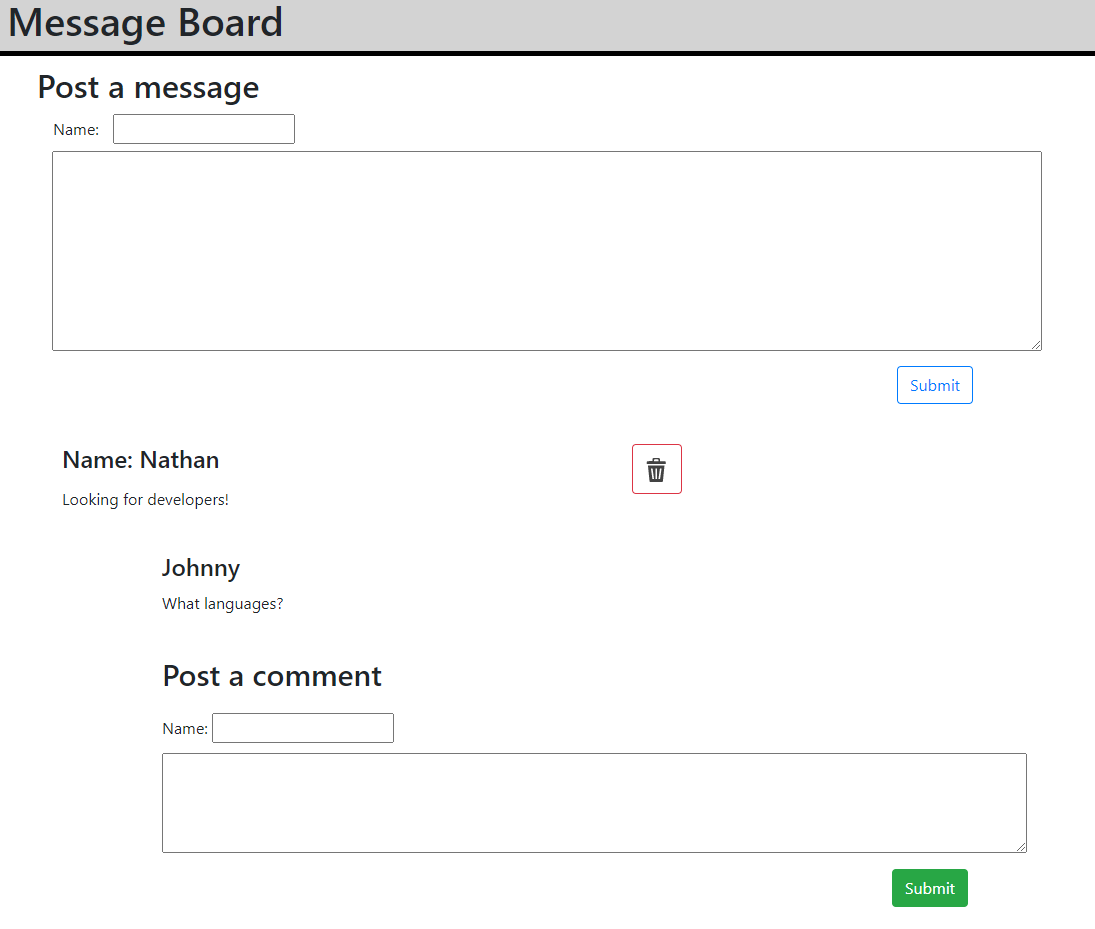 Message Board
Post a message
Name:
Submit
Name: Nathan
Looking for developers!
Johnny
What languages?
Post a comment
Name:
Submit